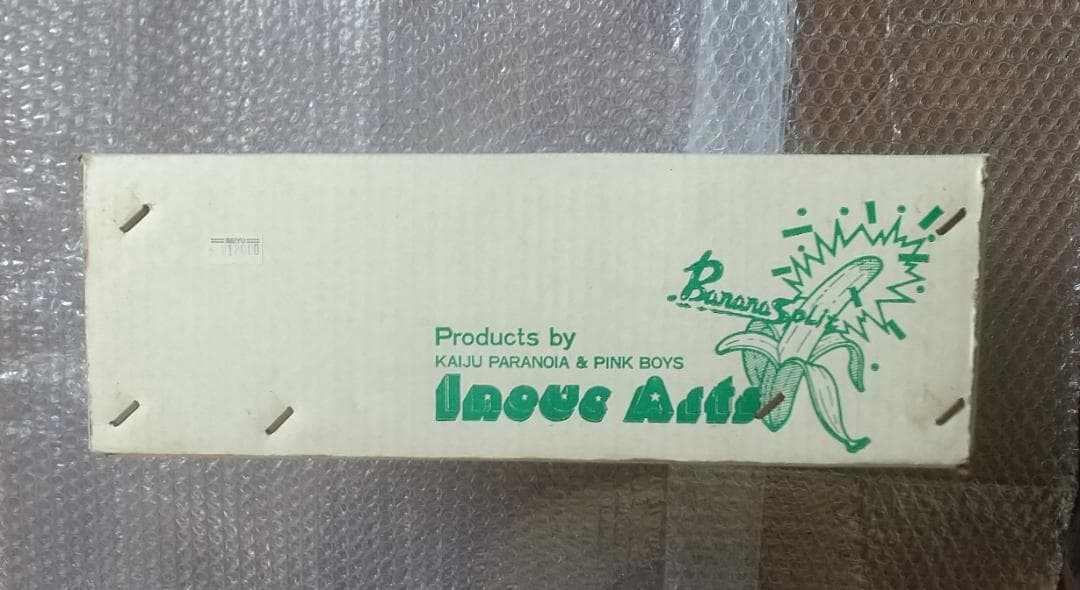 Banana Split
Products by
KAIJU PARANOIA & PINK BOYS
Inoue Arts